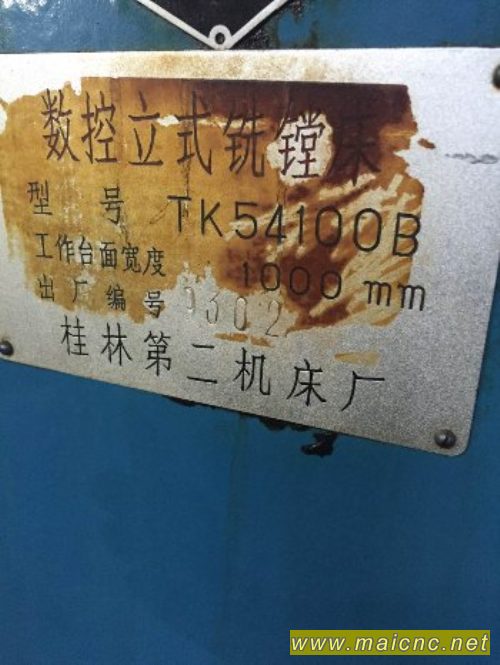 数控立式铣镗床
型 号 TK54100B
工作台面宽度 1000 mm
出厂编号 9302
桂林第二机床厂
www.maicnc.net